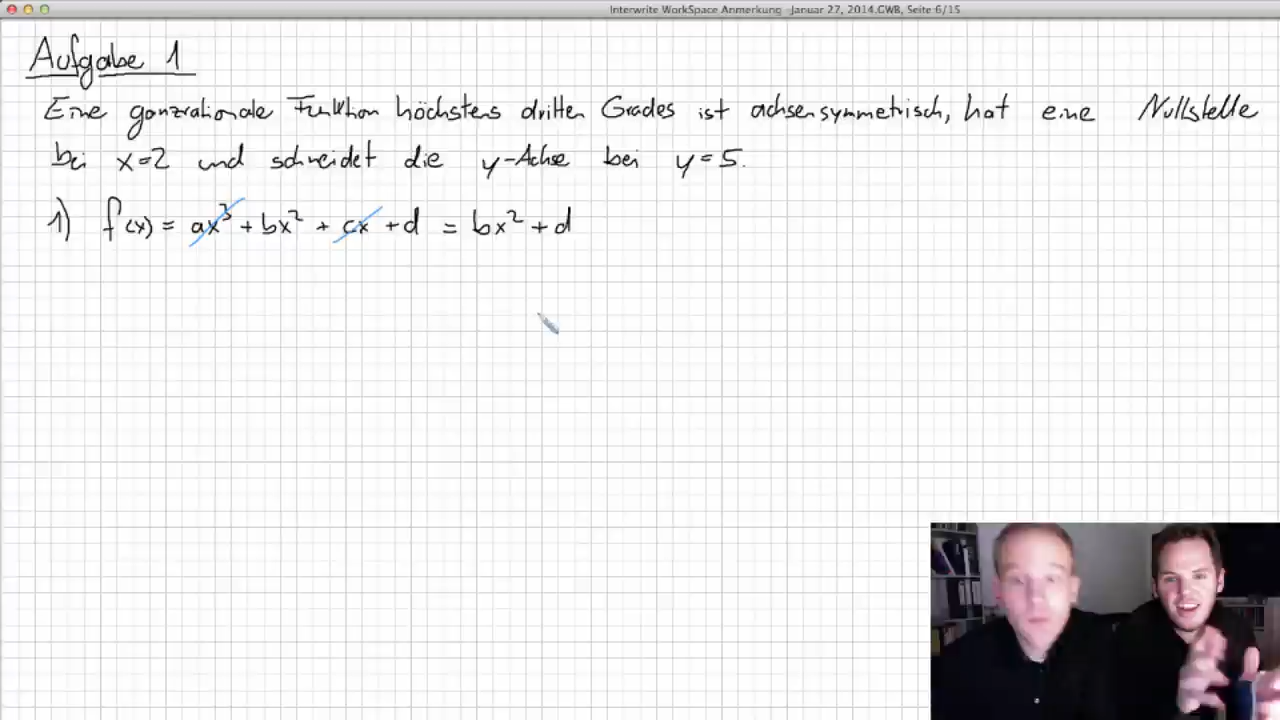 Interwrite WorkSpace Anmerkung -Januar 27, 2014.GWB, Seite 6/15
Aufgabe 1
Eine ganzrationale Funktion höchstens dritten Grades ist achsensymmetrisch, hat eine Nullstelle
bei x=2 und schneidet die y-Achse bei y=5.
1) f(x) = ax³ + bx² + cx + d = bx² + d